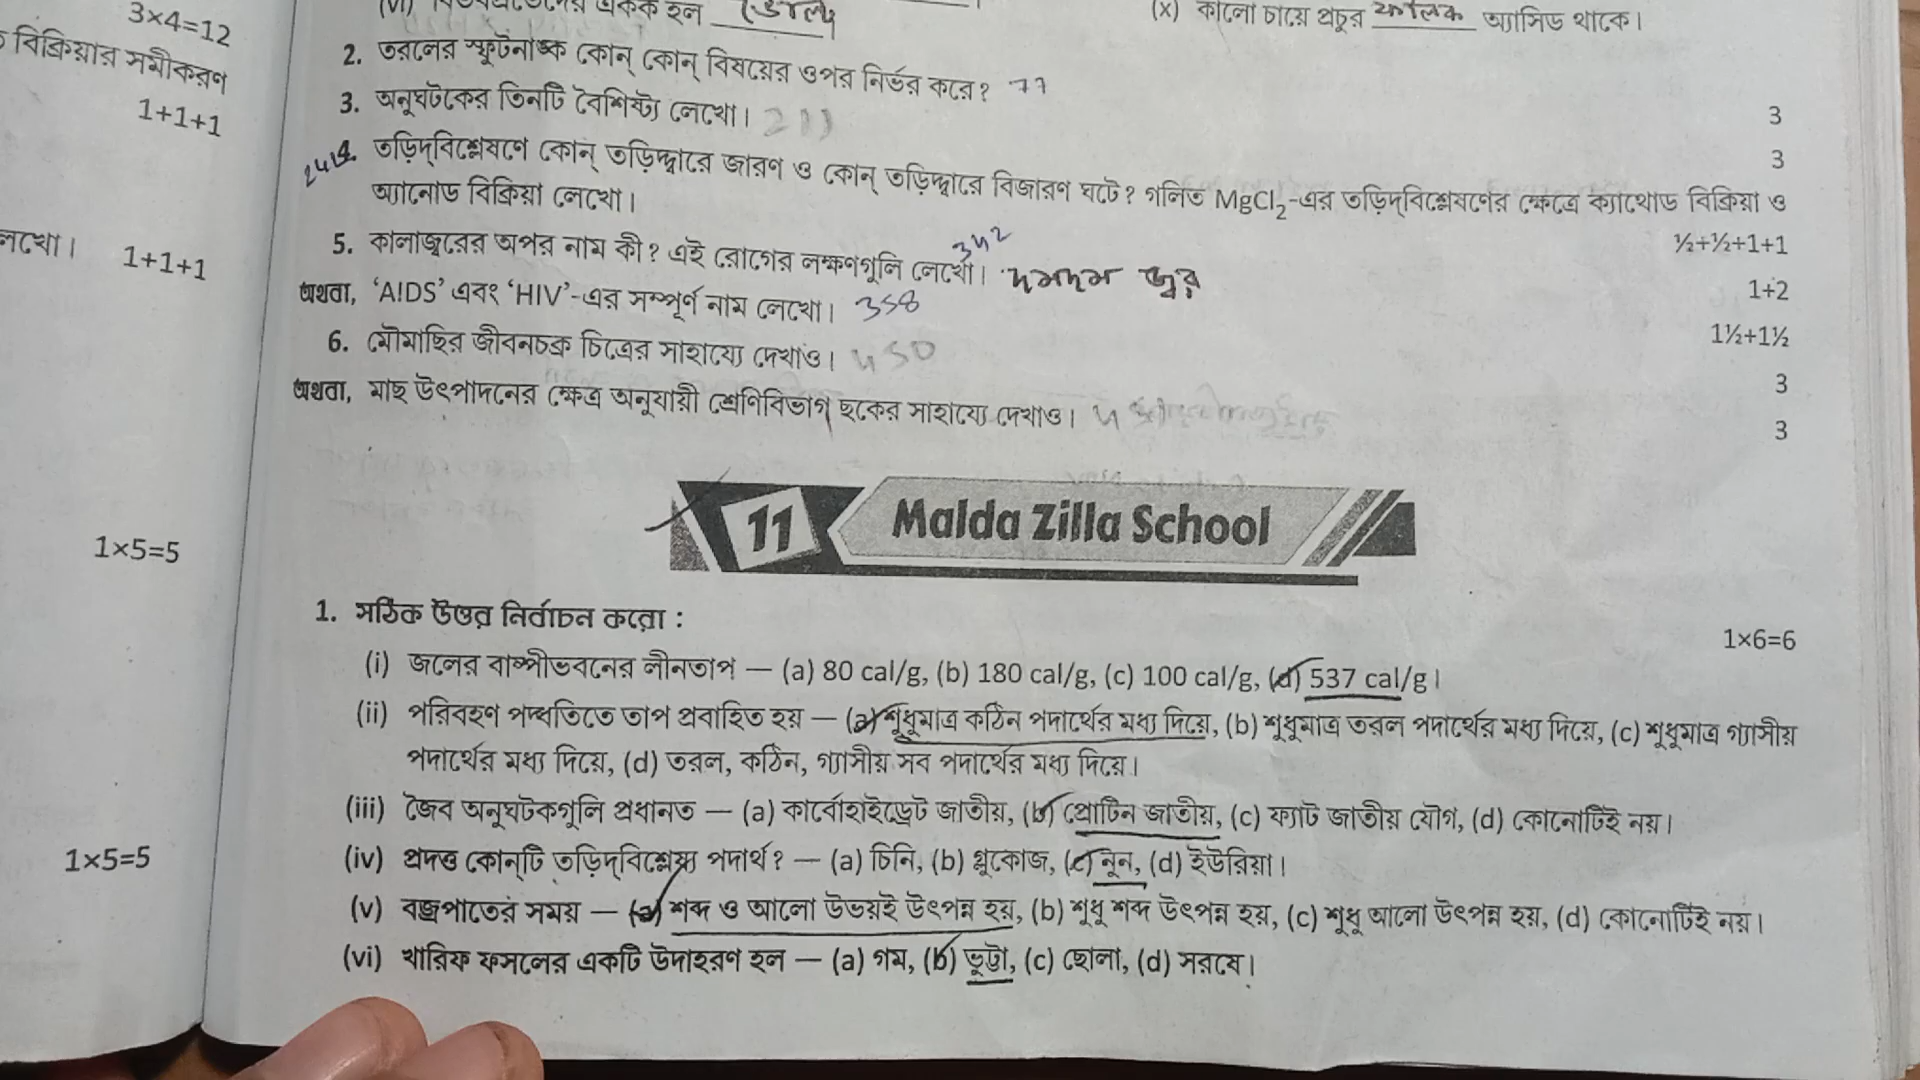 3×4=12
বিক্রিয়ার সমীকরণ
1+1+1
লেখো। 1+1+1
1×5=5
1×5=5
(vi) একক হল ভোল্ট
(x) কালো চায়ে প্রচুর ফলিক অ্যাসিড থাকে।
2. তরলের স্ফুটনাঙ্ক কোন্ কোন্ বিষয়ের ওপর নির্ভর করে? 77 3
3. অনুঘটকের তিনটি বৈশিষ্ট্য লেখো। 211 3
4. তড়িদ্‌বিশ্লেষণে কোন্ তড়িদ্দ্বারে জারণ ও কোন্ তড়িদ্দ্বারে বিজারণ ঘটে? গলিত MgCl₂-এর তড়িদ্‌বিশ্লেষণের ক্ষেত্রে ক্যাথোড বিক্রিয়া ও
অ্যানোড বিক্রিয়া লেখো। ½+½+1+1
5. কালাজ্বরের অপর নাম কী? এই রোগের লক্ষণগুলি লেখো। দমদম জ্বর 1+2
অথবা, ‘AIDS’ এবং ‘HIV’-এর সম্পূর্ণ নাম লেখো। 1½+1½
6. মৌমাছির জীবনচক্র চিত্রের সাহায্যে দেখাও। 3
অথবা, মাছ উৎপাদনের ক্ষেত্র অনুযায়ী শ্রেণিবিভাগ ছকের সাহায্যে দেখাও। 3
11 Malda Zilla School
1. সঠিক উত্তর নির্বাচন করো : 1×6=6
(i) জলের বাষ্পীভবনের লীনতাপ — (a) 80 cal/g, (b) 180 cal/g, (c) 100 cal/g, (d) 537 cal/g।
(ii) পরিবহণ পদ্ধতিতে তাপ প্রবাহিত হয় — (a) শুধুমাত্র কঠিন পদার্থের মধ্য দিয়ে, (b) শুধুমাত্র তরল পদার্থের মধ্য দিয়ে, (c) শুধুমাত্র গ্যাসীয়
পদার্থের মধ্য দিয়ে, (d) তরল, কঠিন, গ্যাসীয় সব পদার্থের মধ্য দিয়ে।
(iii) জৈব অনুঘটকগুলি প্রধানত — (a) কার্বোহাইড্রেট জাতীয়, (b) প্রোটিন জাতীয়, (c) ফ্যাট জাতীয় যৌগ, (d) কোনোটিই নয়।
(iv) প্রদত্ত কোন্‌টি তড়িদ্‌বিশ্লেষ্য পদার্থ? — (a) চিনি, (b) গ্লুকোজ, (c) নুন, (d) ইউরিয়া।
(v) বজ্রপাতের সময় — (a) শব্দ ও আলো উভয়ই উৎপন্ন হয়, (b) শুধু শব্দ উৎপন্ন হয়, (c) শুধু আলো উৎপন্ন হয়, (d) কোনোটিই নয়।
(vi) খারিফ ফসলের একটি উদাহরণ হল — (a) গম, (b) ভুট্টা, (c) ছোলা, (d) সরষে।